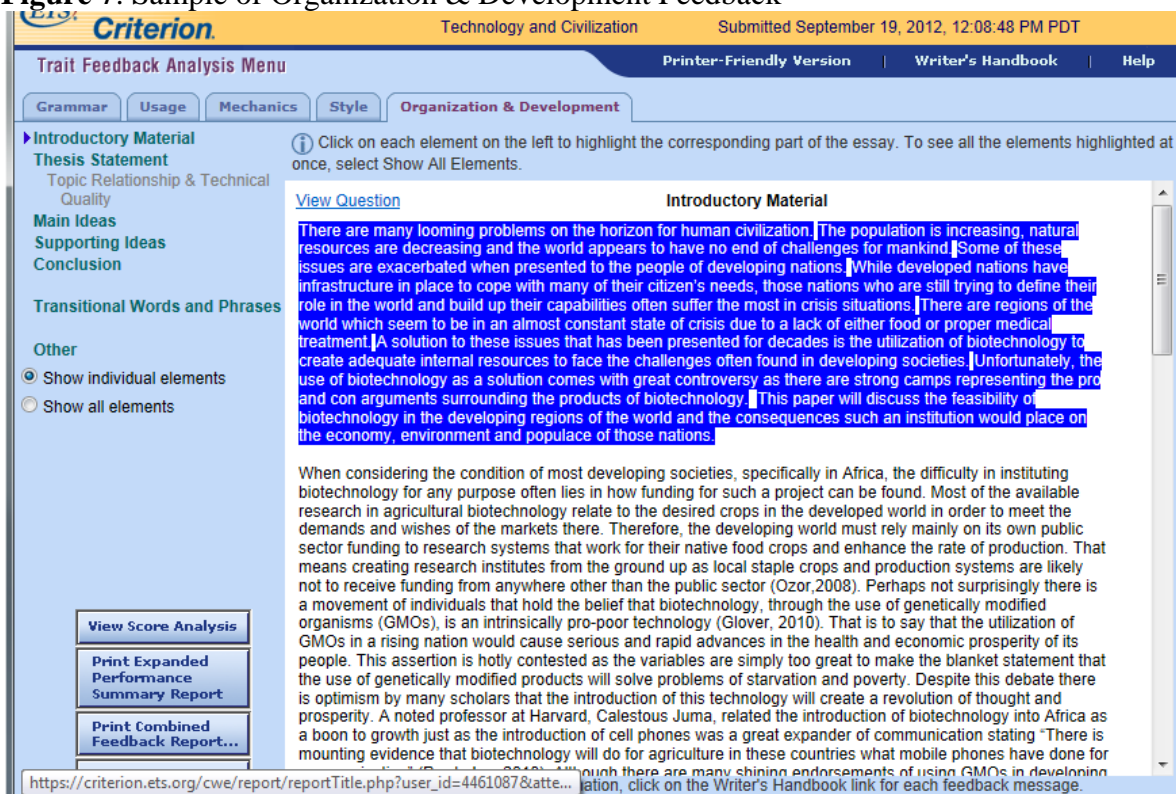 Figure 7. Sample of Organization & Development Feedback
ETS.
Criterion.
Technology and Civilization
Submitted September 19, 2012, 12:08:48 PM PDT
Trait Feedback Analysis Menu
Printer-Friendly Version | Writer's Handbook | Help
Grammar
Usage
Mechanics
Style
Organization & Development
Introductory Material
Thesis Statement
Topic Relationship & Technical
Quality
Main Ideas
Supporting Ideas
Conclusion
Transitional Words and Phrases
Other
Show individual elements
Show all elements
View Score Analysis
Print Expanded
Performance
Summary Report
Print Combined
Feedback Report...
Click on each element on the left to highlight the corresponding part of the essay. To see all the elements highlighted at
once, select Show All Elements.
View Question
Introductory Material
There are many looming problems on the horizon for human civilization. The population is increasing, natural
resources are decreasing and the world appears to have no end of challenges for mankind. Some of these
issues are exacerbated when presented to the people of developing nations. While developed nations have
infrastructure in place to cope with many of their citizen's needs, those nations who are still trying to define their
role in the world and build up their capabilities often suffer the most in crisis situations. There are regions of the
world which seem to be in an almost constant state of crisis due to a lack of either food or proper medical
treatment. A solution to these issues that has been presented for decades is the utilization of biotechnology to
create adequate internal resources to face the challenges often found in developing societies. Unfortunately, the
use of biotechnology as a solution comes with great controversy as there are strong camps representing the pro
and con arguments surrounding the products of biotechnology. This paper will discuss the feasibility of
biotechnology in the developing regions of the world and the consequences such an institution would place on
the economy, environment and populace of those nations.
When considering the condition of most developing societies, specifically in Africa, the difficulty in instituting
biotechnology for any purpose often lies in how funding for such a project can be found. Most of the available
research in agricultural biotechnology relate to the desired crops in the developed world in order to meet the
demands and wishes of the markets there. Therefore, the developing world must rely mainly on its own public
sector funding to research systems that work for their native food crops and enhance the rate of production. That
means creating research institutes from the ground up as local staple crops and production systems are likely
not to receive funding from anywhere other than the public sector (Ozor,2008). Perhaps not surprisingly there is
a movement of individuals that hold the belief that biotechnology, through the use of genetically modified
organisms (GMOs), is an intrinsically pro-poor technology (Glover, 2010). That is to say that the utilization of
GMOs in a rising nation would cause serious and rapid advances in the health and economic prosperity of its
people. This assertion is hotly contested as the variables are simply too great to make the blanket statement that
the use of genetically modified products will solve problems of starvation and poverty. Despite this debate there
is optimism by many scholars that the introduction of this technology will create a revolution of thought and
prosperity. A noted professor at Harvard, Calestous Juma, related the introduction of biotechnology into Africa as
a boon to growth just as the introduction of cell phones was a great expander of communication stating "There is
mounting evidence that biotechnology will do for agriculture in these countries what mobile phones have done for
though there are many shining endorsements of using GMOs in developing
https://criterion.ets.org/cwe/report/reportTitle.php?user_id=4461087&atte...
ation, click on the Writer's Handbook link for each feedback message.